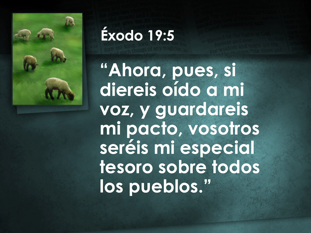 Éxodo 19:5
“Ahora, pues, si
diereis oído a mi
voz, y guardareis
mi pacto, vosotros
seréis mi especial
tesoro sobre todos
los pueblos.”